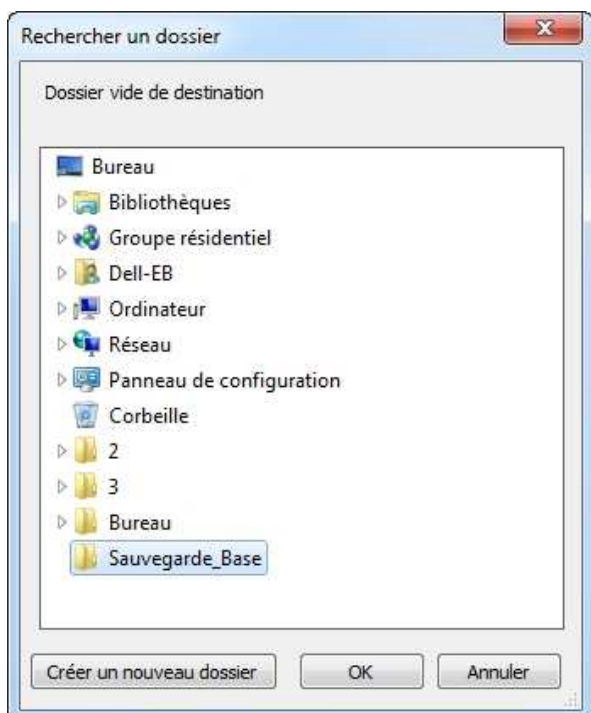 Rechercher un dossier
Dossier vide de destination
Bureau
Bibliothèques
Groupe résidentiel
Dell-EB
Ordinateur
Réseau
Panneau de configuration
Corbeille
2
3
Bureau
Sauvegarde_Base
Créer un nouveau dossier
OK
Annuler